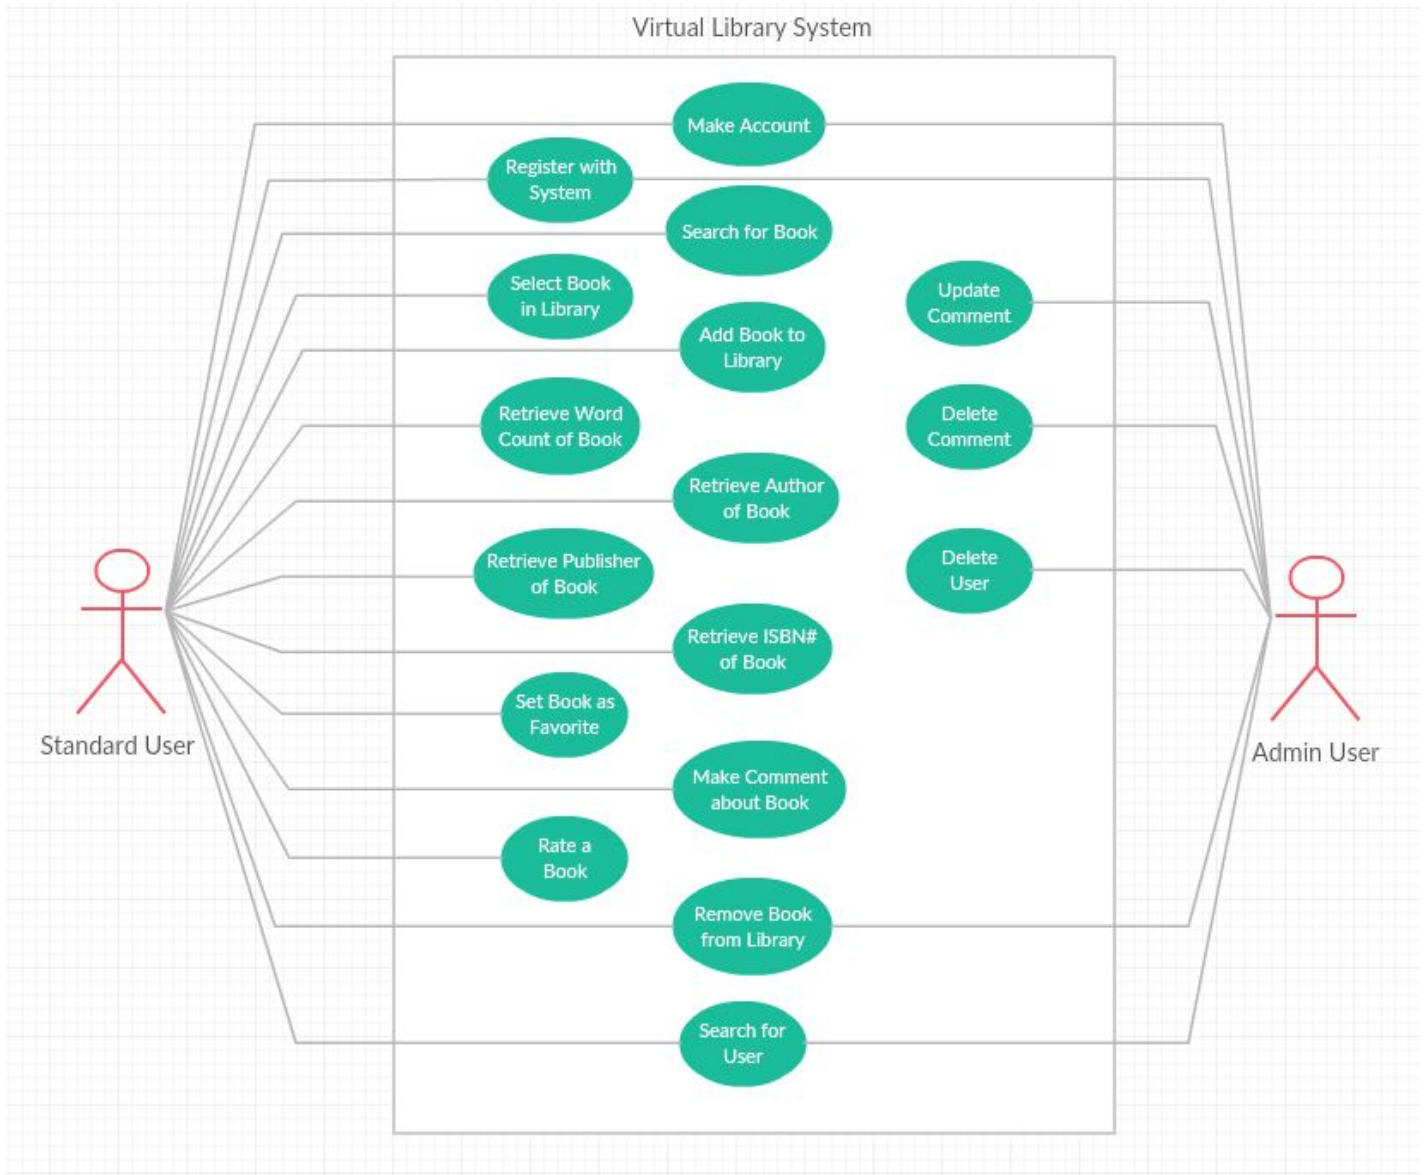 Virtual Library System
Make Account
Register with
System
Search for Book
Select Book
in Library
Update
Comment
Add Book to
Library
Retrieve Word
Count of Book
Delete
Comment
Retrieve Author
of Book
Retrieve Publisher
of Book
Delete
User
Retrieve ISBN#
of Book
Set Book as
Favorite
Standard User
Admin User
Make Comment
about Book
Rate a
Book
Remove Book
from Library
Search for
User